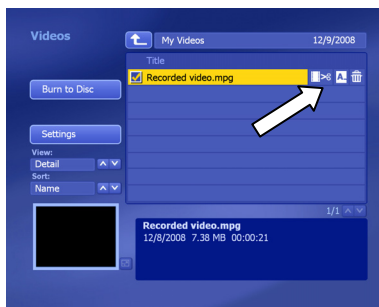 Videos
My Videos 12/9/2008
Title
Recorded video.mpg
Burn to Disc
Settings
View:
Detail
Sort:
Name
1/1
Recorded video.mpg
12/8/2008 7.38 MB 00:00:21